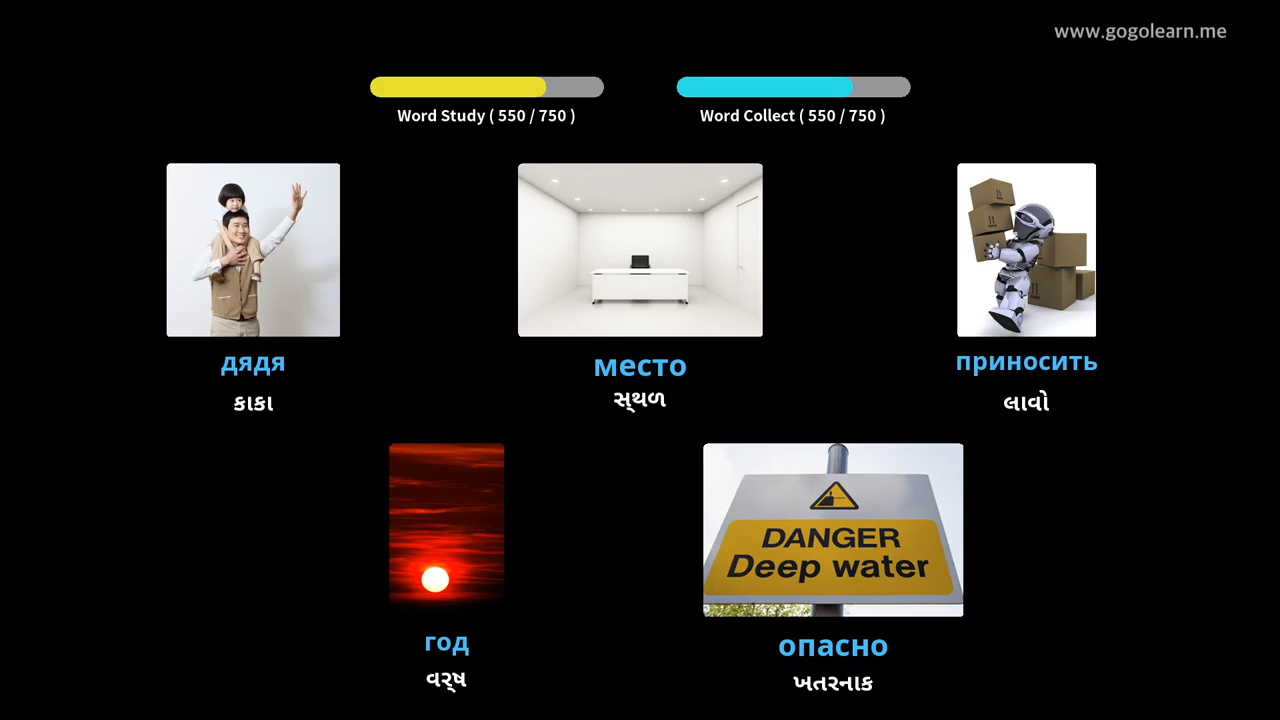 www.gogolearn.me
Word Study ( 550 / 750 )
Word Collect ( 550 / 750 )
дядя
કાકા
место
સ્થળ
приносить
લાવો
DANGER
Deep water
год
વર્ષ
опасно
ખતરનાક